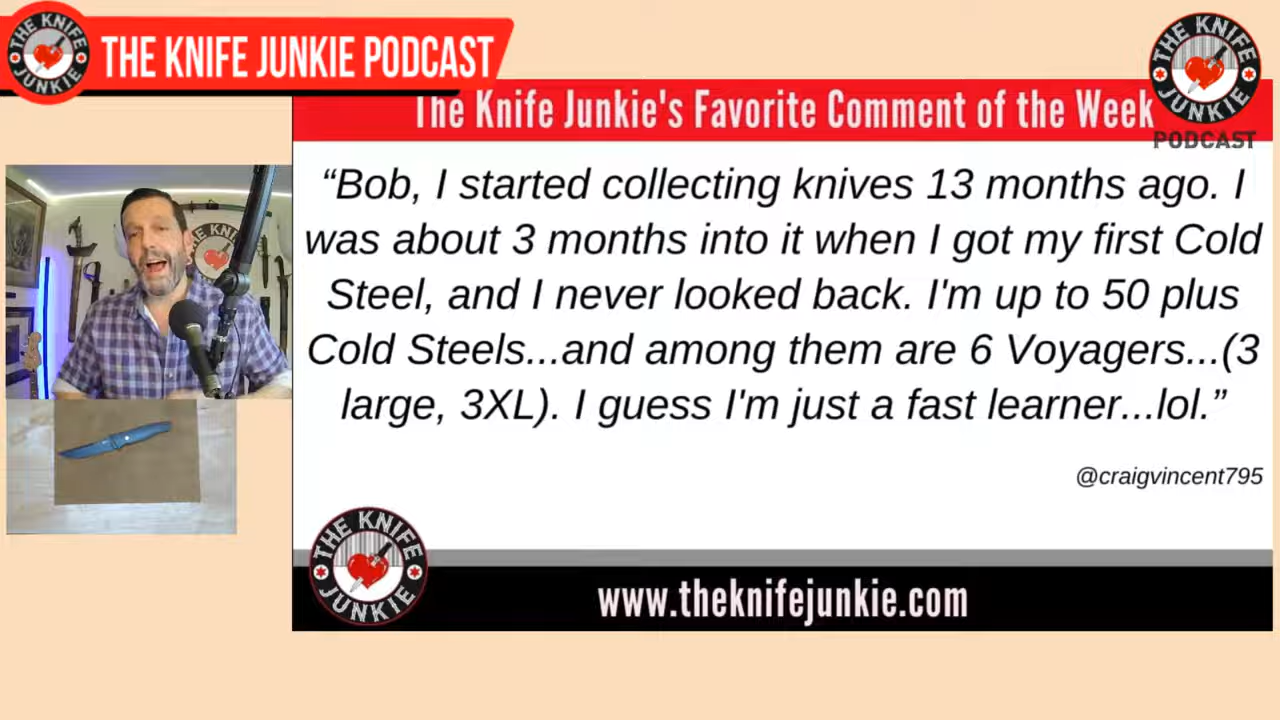 THE KNIFE JUNKIE
THE KNIFE JUNKIE PODCAST
THE KNIFE JUNKIE
PODCAST
The Knife Junkie's Favorite Comment of the Week
“Bob, I started collecting knives 13 months ago. I
was about 3 months into it when I got my first Cold
Steel, and I never looked back. I'm up to 50 plus
Cold Steels...and among them are 6 Voyagers...(3
large, 3XL). I guess I'm just a fast learner...lol.”
@craigvincent795
THE KNIFE JUNKIE
www.theknifejunkie.com